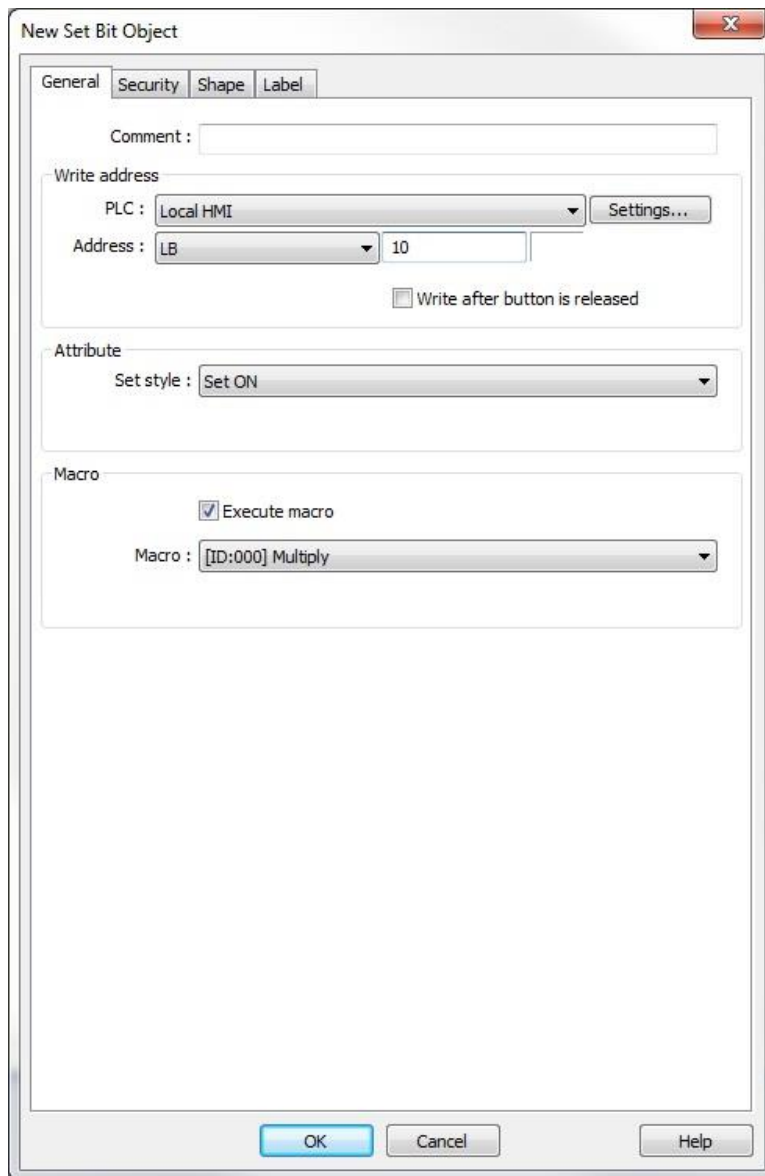 New Set Bit Object
General Security Shape Label
Comment :
Write address
PLC : Local HMI Settings...
Address : LB 10
Write after button is released
Attribute
Set style : Set ON
Macro
Execute macro
Macro : [ID:000] Multiply
OK Cancel Help